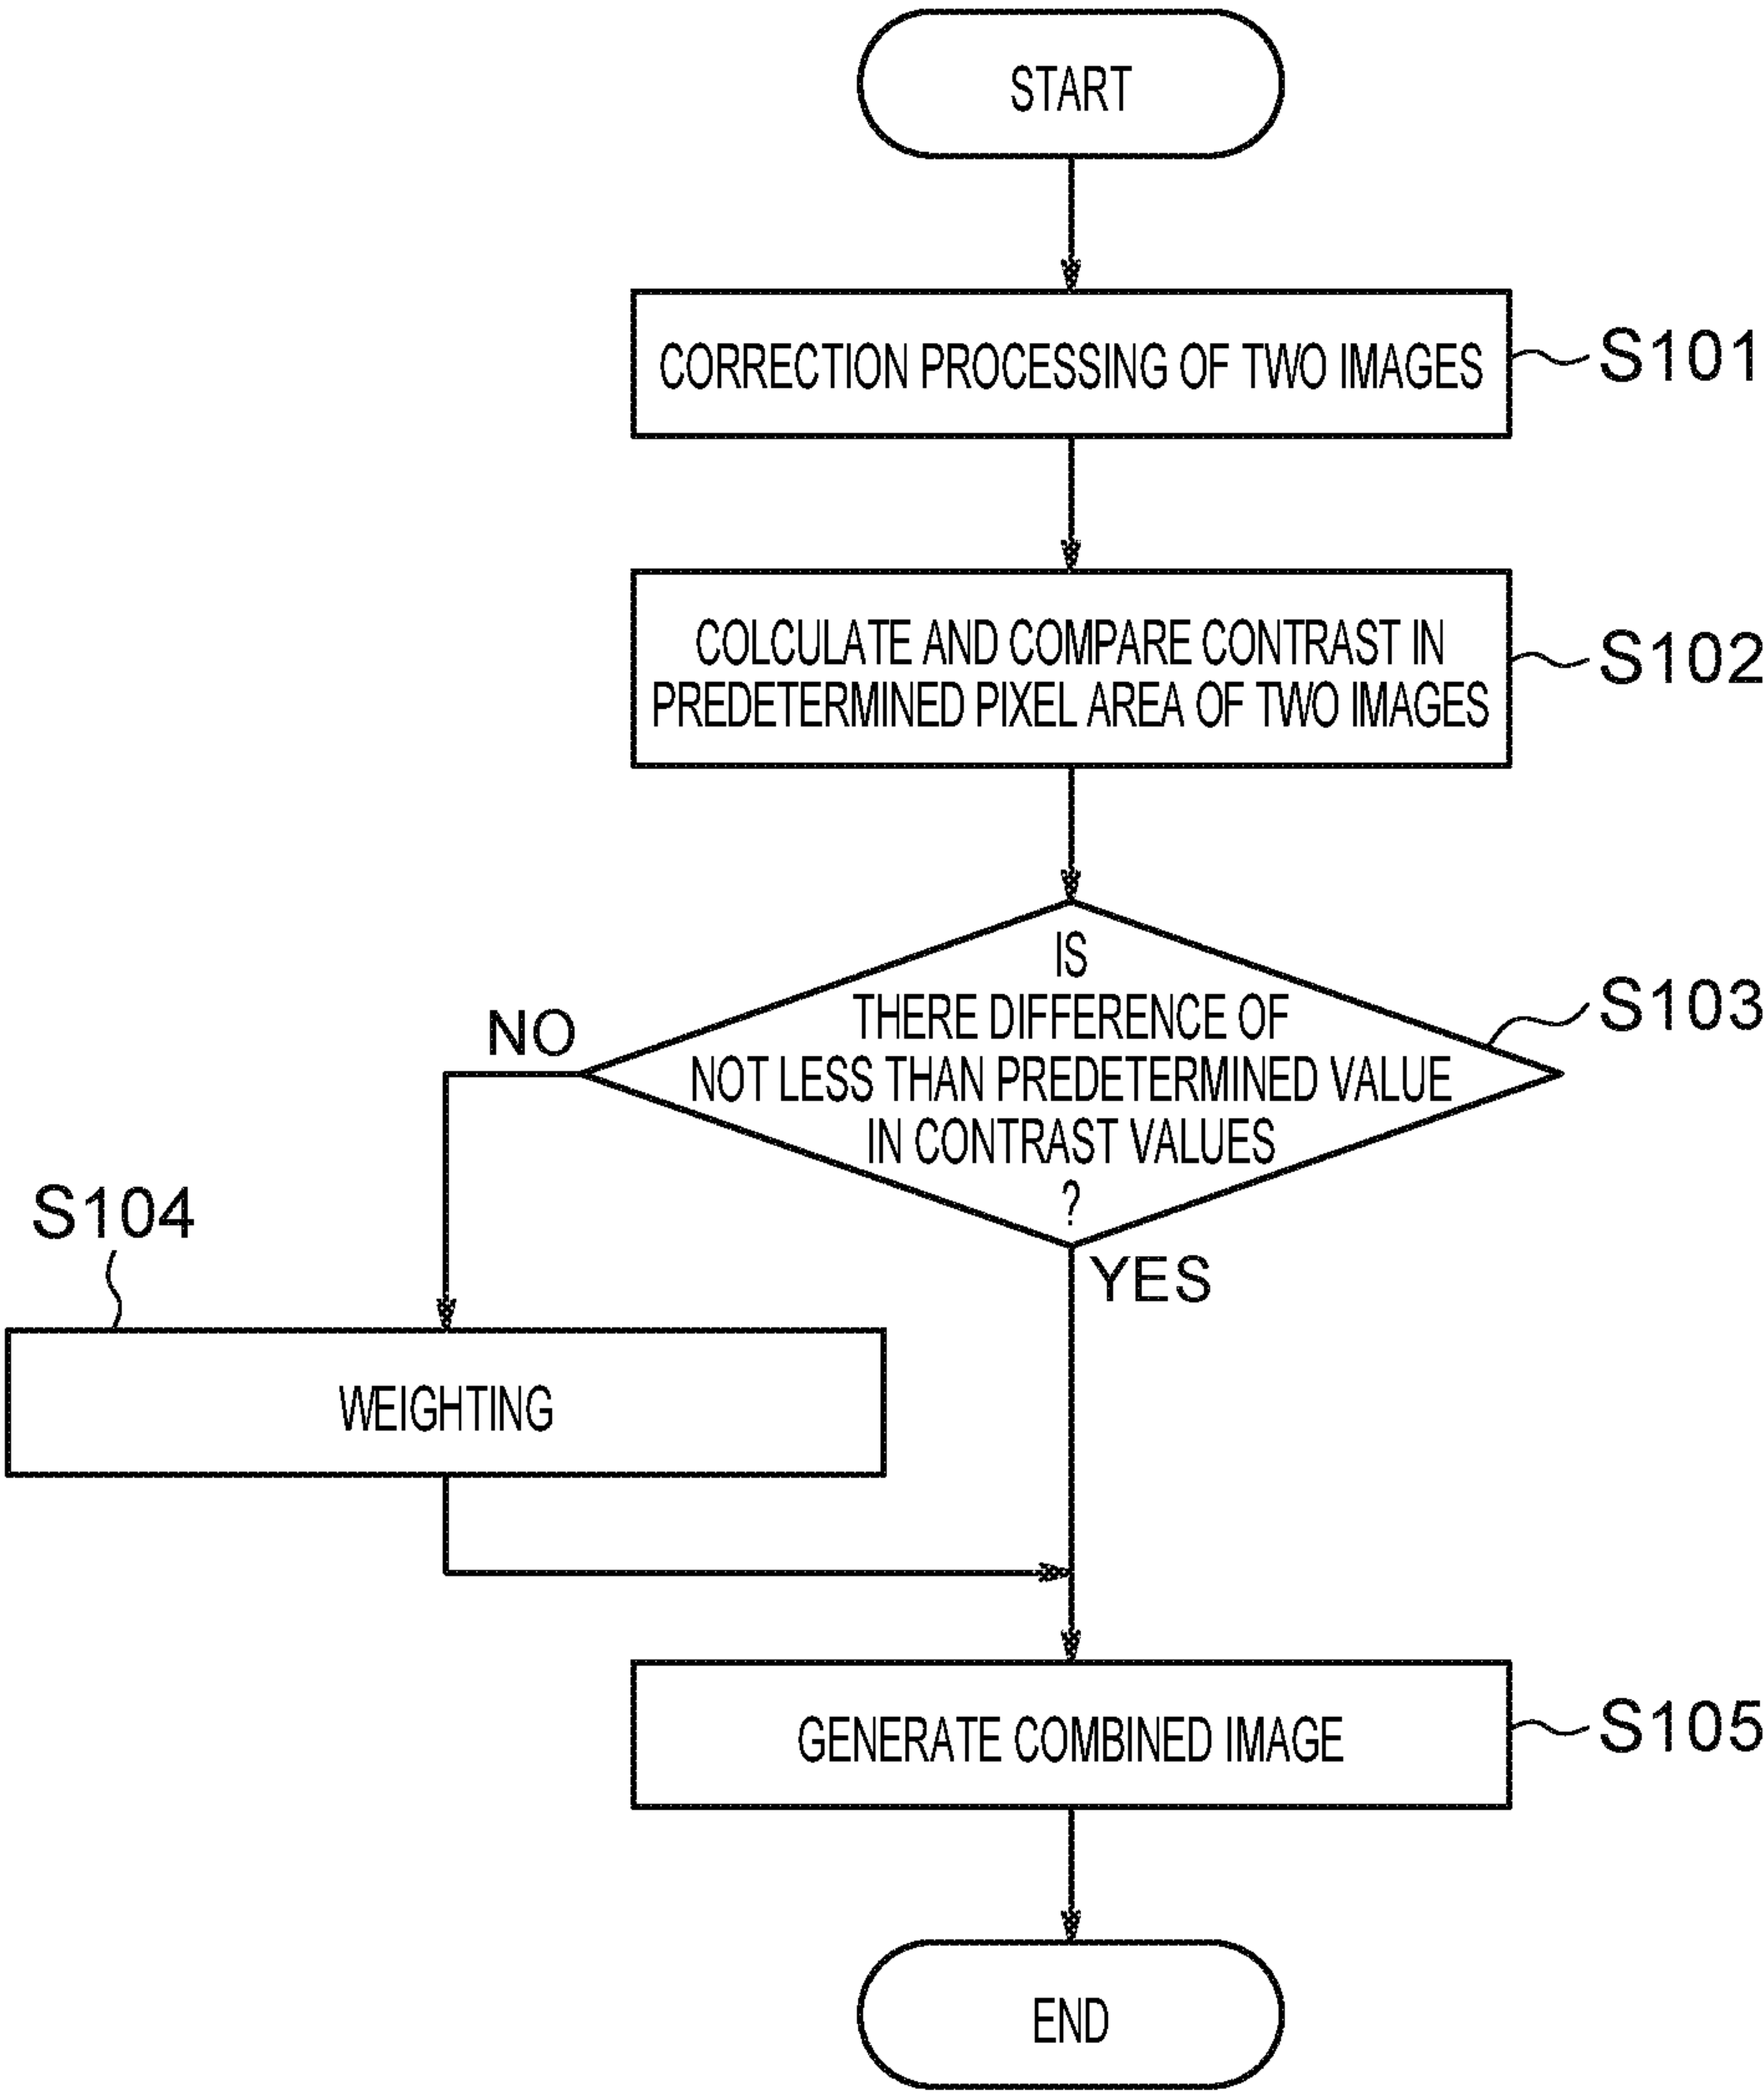 START
CORRECTION PROCESSING OF TWO IMAGES
S101
COLCULATE AND COMPARE CONTRAST IN
PREDETERMINED PIXEL AREA OF TWO IMAGES
S102
IS
THERE DIFFERENCE OF
NOT LESS THAN PREDETERMINED VALUE
IN CONTRAST VALUES
?
S103
NO
YES
S104
WEIGHTING
GENERATE COMBINED IMAGE
S105
END